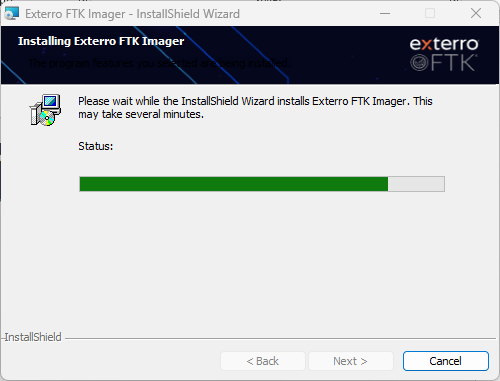 Exterro FTK Imager - InstallShield Wizard
Installing Exterro FTK Imager
The program features you selected are being installed.
exterro
FTK
Please wait while the InstallShield Wizard installs Exterro FTK Imager. This
may take several minutes.
Status:
InstallShield
< Back
Next >
Cancel